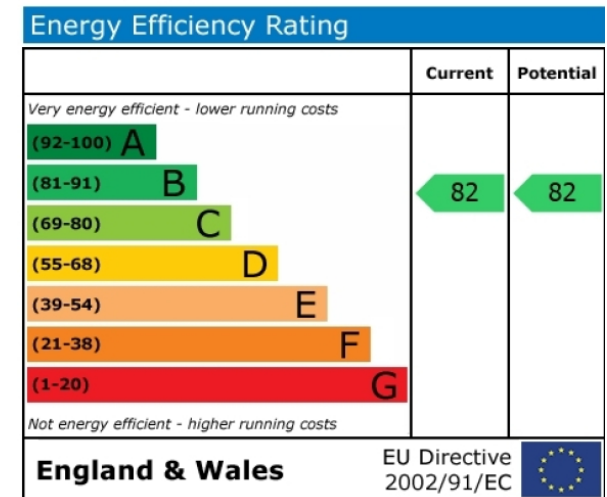 Energy Efficiency Rating
Current Potential
Very energy efficient - lower running costs
(92-100) A
(81-91) B 82 82
(69-80) C
(55-68) D
(39-54) E
(21-38) F
(1-20) G
Not energy efficient - higher running costs
England & Wales
EU Directive
2002/91/EC